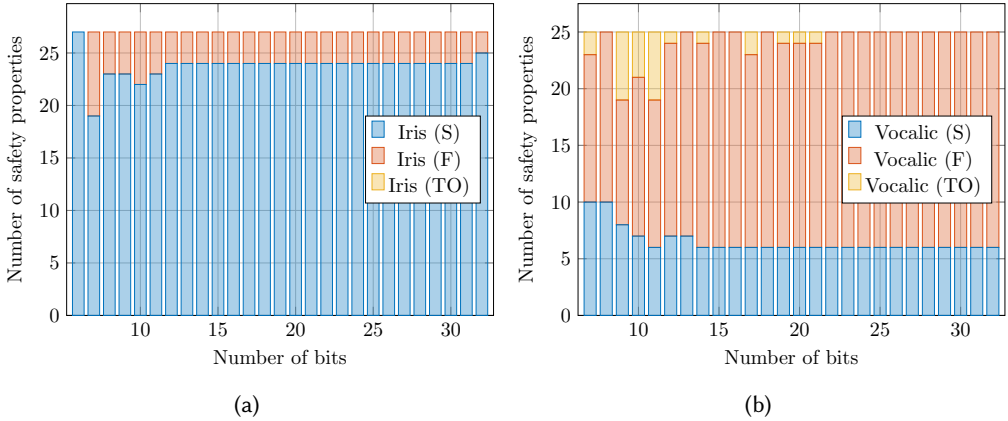 Number of safety properties
25
20
15
10
5
0
10
15
20
25
30
Number of bits
Iris (S)
Iris (F)
Iris (TO)
(a)
Number of safety properties
25
20
15
10
5
0
10
15
20
25
30
Number of bits
Vocalic (S)
Vocalic (F)
Vocalic (TO)
(b)